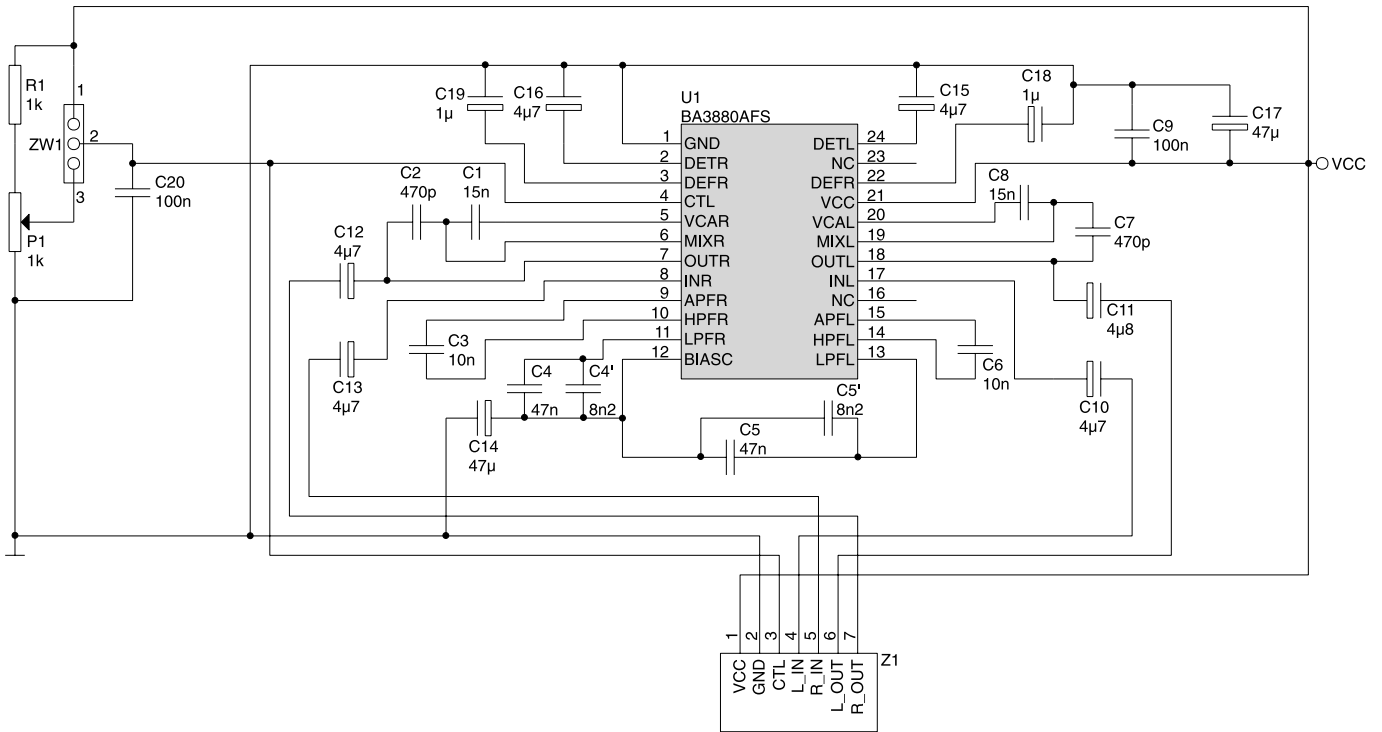 R1
1k
1
ZW1
2
3
P1
1k
C20
100n
C19
1µ
C16
4µ7
U1
BA3880AFS
C15
4µ7
C18
1µ
C9
100n
C17
47µ
VCC
C2
470p
C1
15n
C12
4µ7
C13
4µ7
C3
10n
C4
47n
C4'
8n2
C14
47µ
1 GND
2 DETR
3 DEFR
4 CTL
5 VCAR
6 MIXR
7 OUTR
8 INR
9 APFR
10 HPFR
11 LPFR
12 BIASC
DETL 24
NC 23
DEFR 22
VCC 21
VCAL 20
MIXL 19
OUTL 18
INL 17
NC 16
APFL 15
HPFL 14
LPFL 13
C8
15n
C7
470p
C11
4µ8
C6
10n
C10
4µ7
C5'
8n2
C5
47n
1 VCC
2 GND
3 CTL
4 L_IN
5 R_IN
6 L_OUT
7 R_OUT
Z1